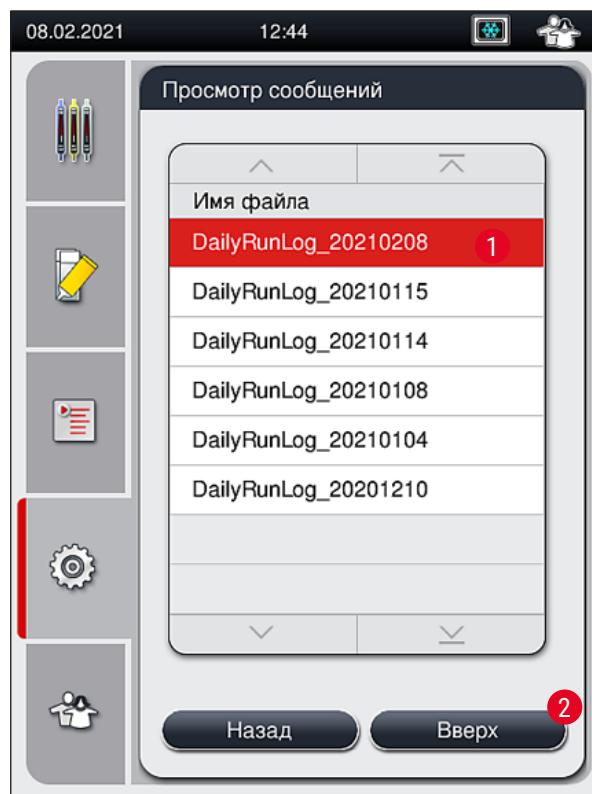 08.02.2021 12:44
Просмотр сообщений
Имя файла
DailyRunLog_20210208 1
DailyRunLog_20210115
DailyRunLog_20210114
DailyRunLog_20210108
DailyRunLog_20210104
DailyRunLog_20201210
Назад Вверх 2